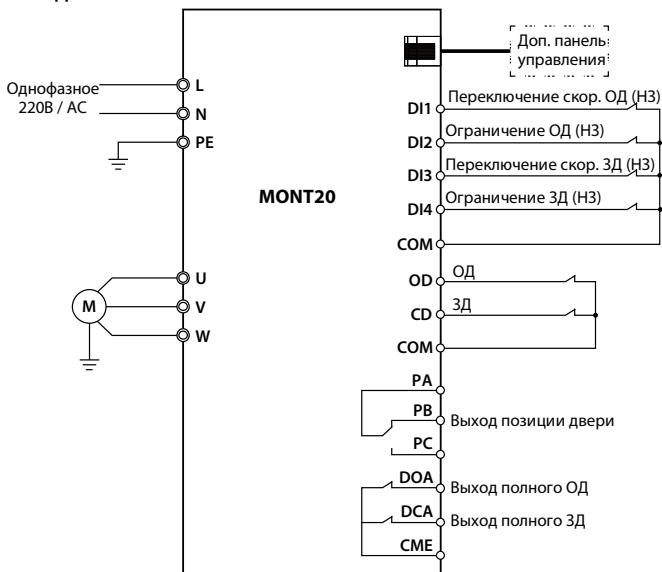 Доп. панель
управления
Однофазное
220В / AC
L
N
PE
MONT20
DI1
Переключение скор. ОД (НЗ)
DI2
Ограничение ОД (НЗ)
DI3
Переключение скор. ЗД (НЗ)
DI4
Ограничение ЗД (НЗ)
COM
U
V
W
M
OD
ОД
CD
ЗД
COM
PA
PB
Выход позиции двери
PC
DOA
Выход полного ОД
DCA
Выход полного ЗД
CME